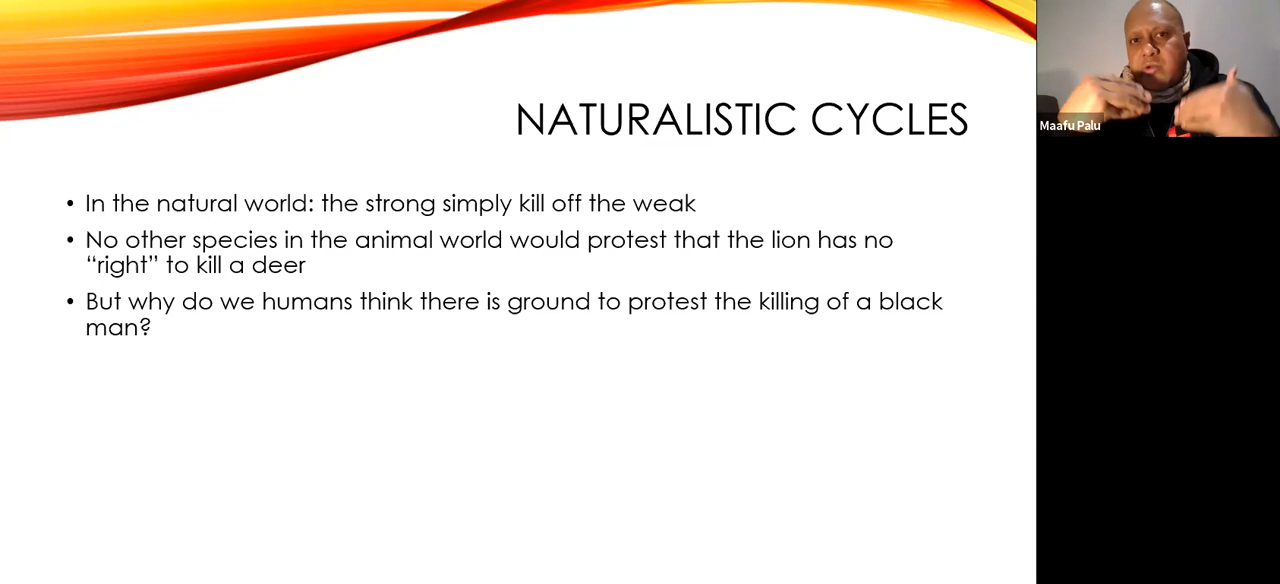 NATURALISTIC CYCLES
• In the natural world: the strong simply kill off the weak
• No other species in the animal world would protest that the lion has no
“right” to kill a deer
• But why do we humans think there is ground to protest the killing of a black
man?
Maafu Palu